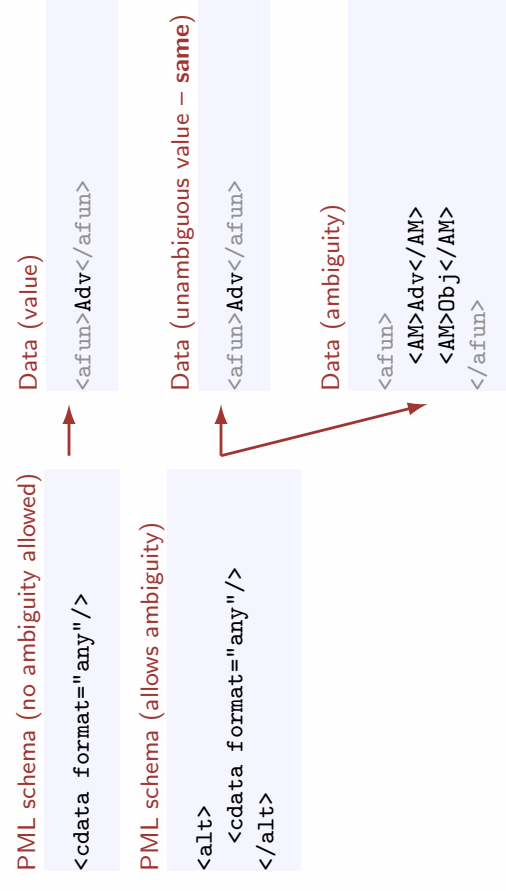 PML schema (no ambiguity allowed)
<cdata format="any"/>
Data (value)
<afun>Adv</afun>
PML schema (allows ambiguity)
<alt>
<cdata format="any"/>
</alt>
Data (unambiguous value – same)
<afun>Adv</afun>
Data (ambiguity)
<afun>
<AM>Adv</AM>
<AM>Obj</AM>
</afun>